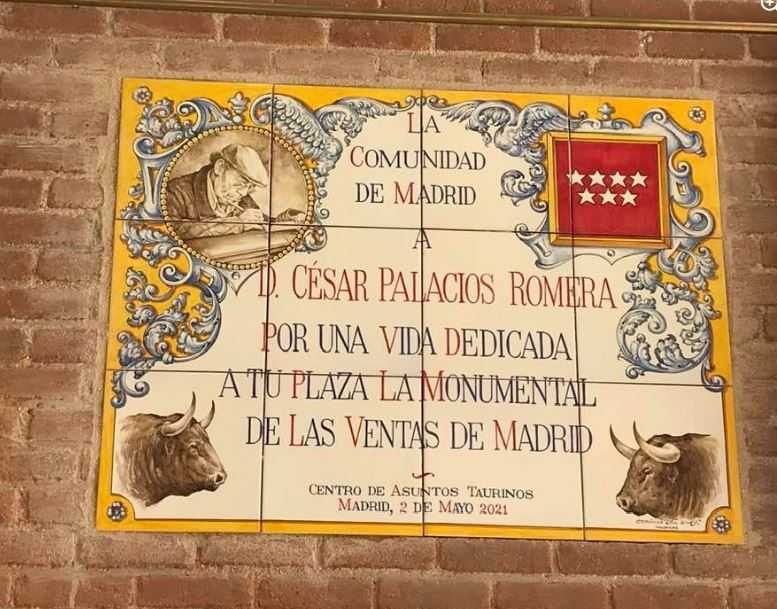 La
Comunidad
de Madrid
A
D. César Palacios Romera
Por una Vida Dedicada
a tu Plaza La Monumental
de Las Ventas de Madrid
Centro de Asuntos Taurinos
Madrid, 2 de Mayo 2021